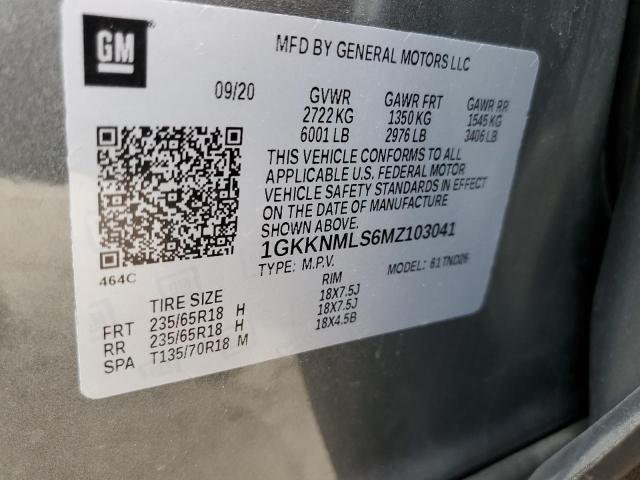 GM
MFD BY GENERAL MOTORS LLC
09/20 GVWR GAWR FRT GAWR RR
2722 KG 1350 KG 1545 KG
6001 LB 2976 LB 3406 LB
THIS VEHICLE CONFORMS TO ALL
APPLICABLE U.S. FEDERAL MOTOR
VEHICLE SAFETY STANDARDS IN EFFECT
ON THE DATE OF MANUFACTURE
SHOWN ABOVE.
1GKKNMLS6MZ103041
TYPE: M.P.V. MODEL: 61TND26
464C
TIRE SIZE RIM
FRT 235/65R18 H 18X7.5J
RR 235/65R18 H 18X7.5J
SPA T135/70R18 M 18X4.5B